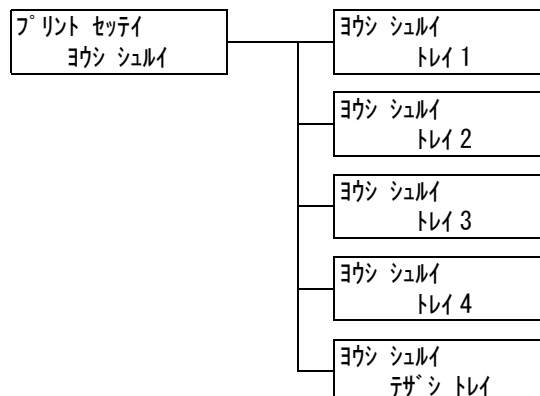 プリント セッテイ
ヨウシ シュルイ
ヨウシ シュルイ
トレイ 1
ヨウシ シュルイ
トレイ 2
ヨウシ シュルイ
トレイ 3
ヨウシ シュルイ
トレイ 4
ヨウシ シュルイ
テザシ トレイ